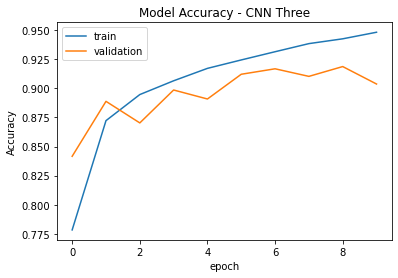 Model Accuracy - CNN Three
train
validation
Accuracy
0.950
0.925
0.900
0.875
0.850
0.825
0.800
0.775
0 2 4 6 8
epoch